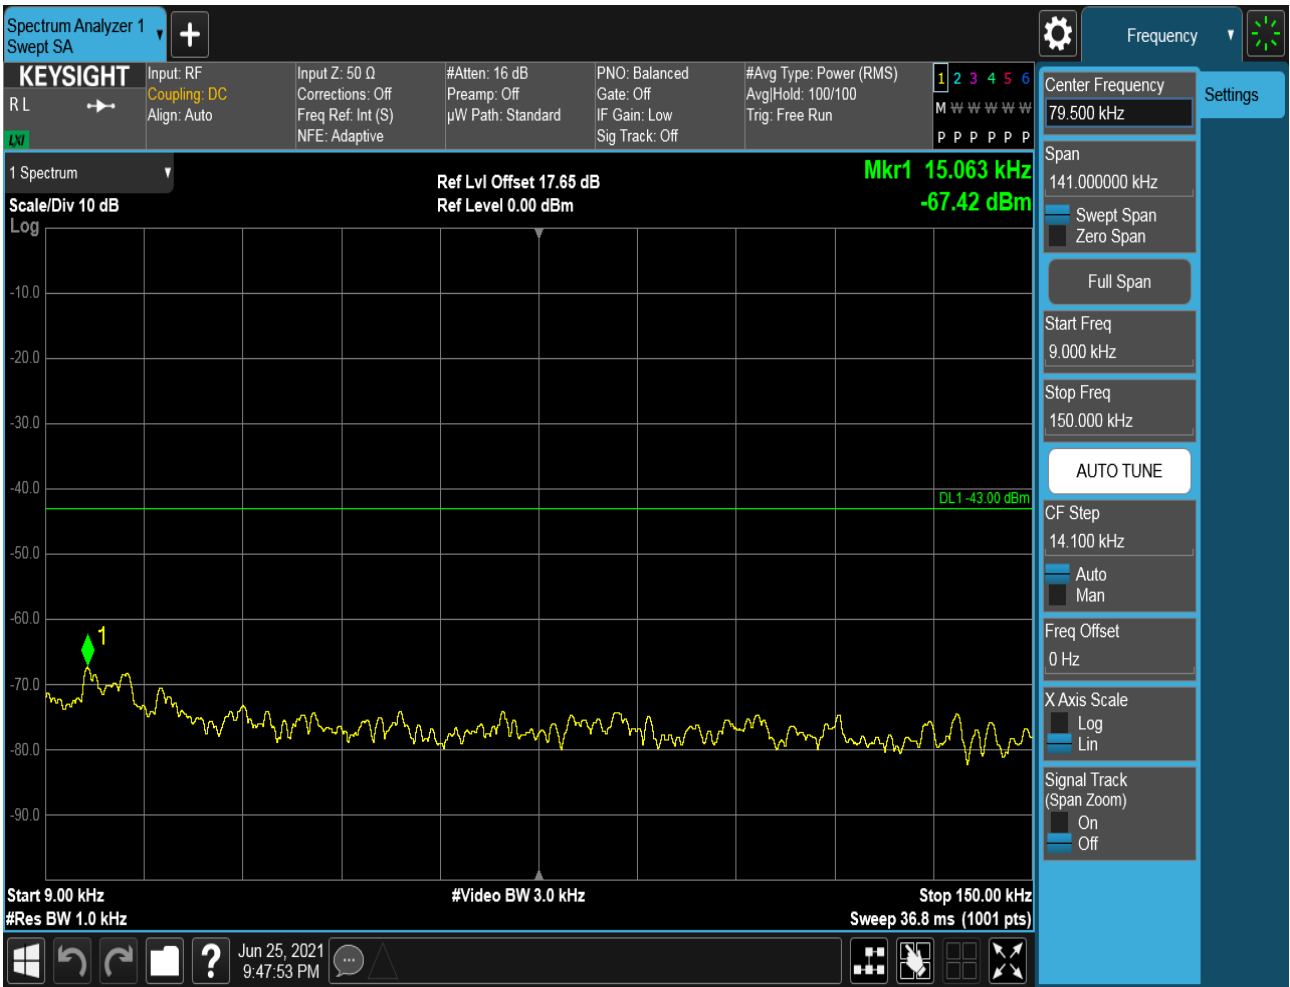 Spectrum Analyzer 1
Swept SA
Frequency
KEYSIGHT
R L
LXI
Input: RF
Coupling: DC
Align: Auto
Input Z: 50 Ω
Corrections: Off
Freq Ref: Int (S)
NFE: Adaptive
#Atten: 16 dB
Preamp: Off
µW Path: Standard
PNO: Balanced
Gate: Off
IF Gain: Low
Sig Track: Off
#Avg Type: Power (RMS)
Avg|Hold: 100/100
Trig: Free Run
1 2 3 4 5 6
M W W W W W
P P P P P P
1 Spectrum
Scale/Div 10 dB
Log
Ref Lvl Offset 17.65 dB
Ref Level 0.00 dBm
Mkr1 15.063 kHz
-67.42 dBm
-10.0
-20.0
-30.0
-40.0
DL1 -43.00 dBm
-50.0
-60.0
1
-70.0
-80.0
-90.0
Start 9.00 kHz
#Video BW 3.0 kHz
Stop 150.00 kHz
#Res BW 1.0 kHz
Sweep 36.8 ms (1001 pts)
Jun 25, 2021
9:47:53 PM
Center Frequency
79.500 kHz
Settings
Span
141.000000 kHz
Swept Span
Zero Span
Full Span
Start Freq
9.000 kHz
Stop Freq
150.000 kHz
AUTO TUNE
CF Step
14.100 kHz
Auto
Man
Freq Offset
0 Hz
X Axis Scale
Log
Lin
Signal Track
(Span Zoom)
On
Off